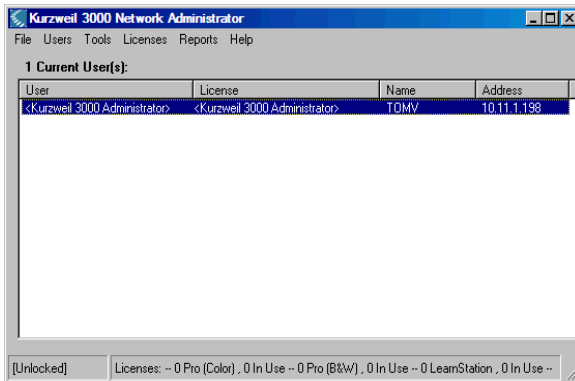 Kurzweil 3000 Network Administrator
File Users Tools Licenses Reports Help
1 Current User(s):
User License Name Address
<Kurzweil 3000 Administrator> <Kurzweil 3000 Administrator> TOMV 10.11.1.198
[Unlocked] Licenses: -- 0 Pro (Color) , 0 In Use -- 0 Pro (B&W) , 0 In Use -- 0 LearnStation , 0 In Use --